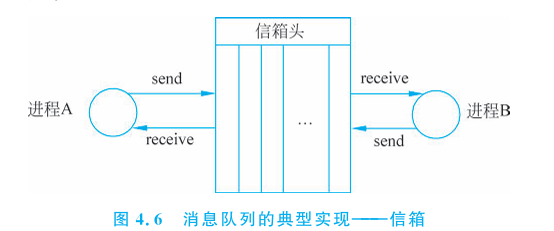 信箱头
send
receive
进程A
进程B
...
receive
send
图 4.6 消息队列的典型实现——信箱